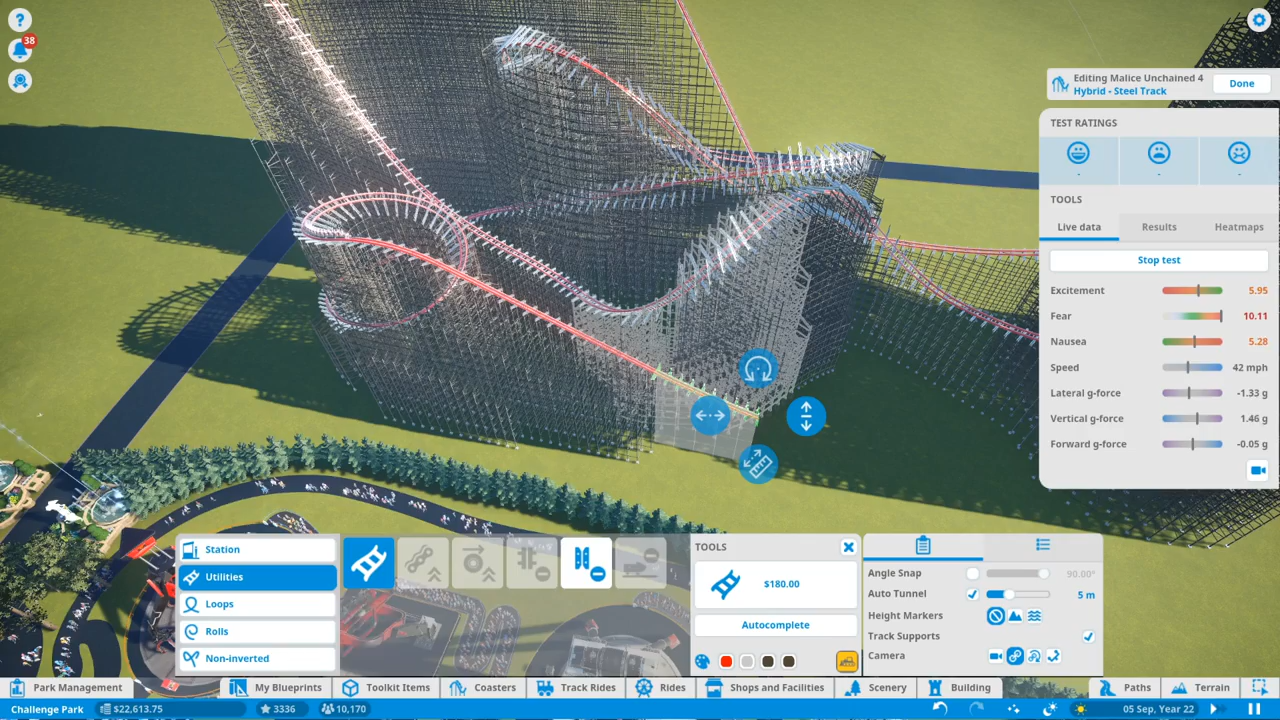 ?
38
Editing Malice Unchained 4
Hybrid - Steel Track
Done
TEST RATINGS
- - -
TOOLS
Live data Results Heatmaps
Stop test
Excitement 5.95
Fear 10.11
Nausea 5.28
Speed 42 mph
Lateral g-force -1.33 g
Vertical g-force 1.46 g
Forward g-force -0.05 g
Station
Utilities
Loops
Rolls
Non-inverted
TOOLS
$180.00
Autocomplete
Angle Snap 90.00°
Auto Tunnel 5 m
Height Markers
Track Supports
Camera
Park Management
My Blueprints
Toolkit Items
Coasters
Track Rides
Rides
Shops and Facilities
Scenery
Building
Paths
Terrain
Challenge Park
$22,613.75
3336
10,170
05 Sep, Year 22